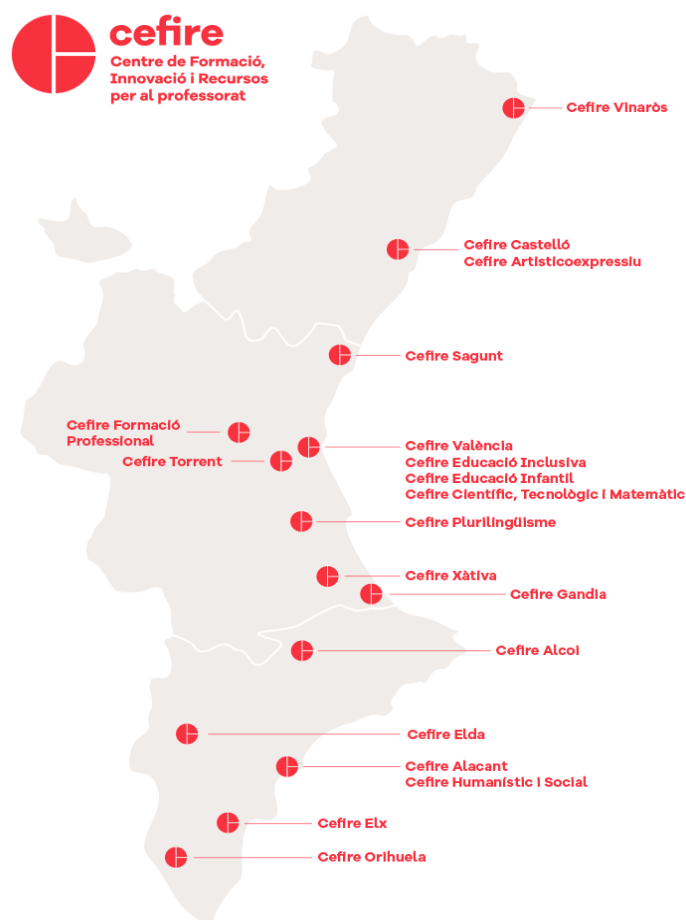 cefire
Centre de Formació,
Innovació i Recursos
per al professorat
Cefire Vinaròs
Cefire Castelló
Cefire Artisticoexpressiu
Cefire Sagunt
Cefire Formació
Professional
Cefire Torrent
Cefire València
Cefire Educació Inclusiva
Cefire Educació Infantil
Cefire Científic, Tecnològic i Matemàtic
Cefire Plurilingüisme
Cefire Xàtiva
Cefire Gandia
Cefire Alcoi
Cefire Elda
Cefire Alacant
Cefire Humanístic i Social
Cefire Elx
Cefire Orihuela